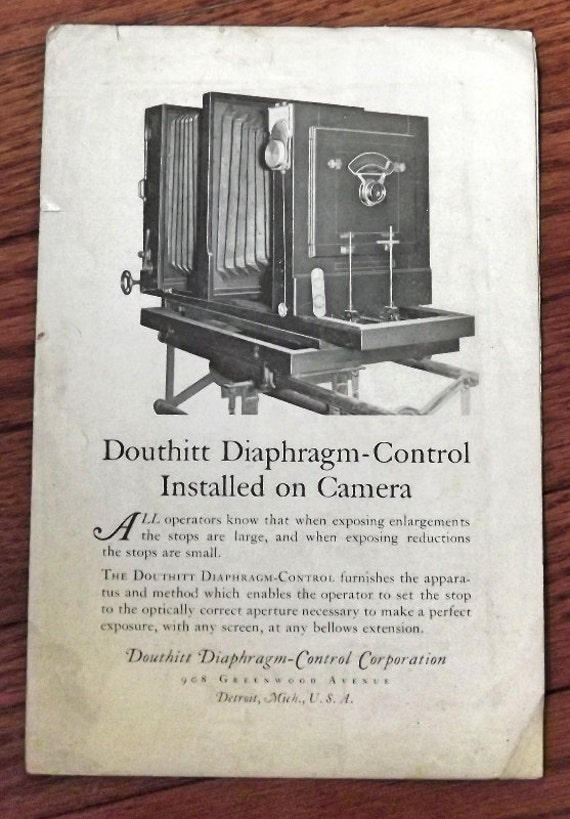 Douthitt Diaphragm-Control
Installed on Camera
ALL operators know that when exposing enlargements
the stops are large, and when exposing reductions
the stops are small.
THE DOUTHITT DIAPHRAGM-CONTROL furnishes the appara-
tus and method which enables the operator to set the stop
to the optically correct aperture necessary to make a perfect
exposure, with any screen, at any bellows extension.
Douthitt Diaphragm-Control Corporation
908 GREENWOOD AVENUE
Detroit, Mich., U. S. A.